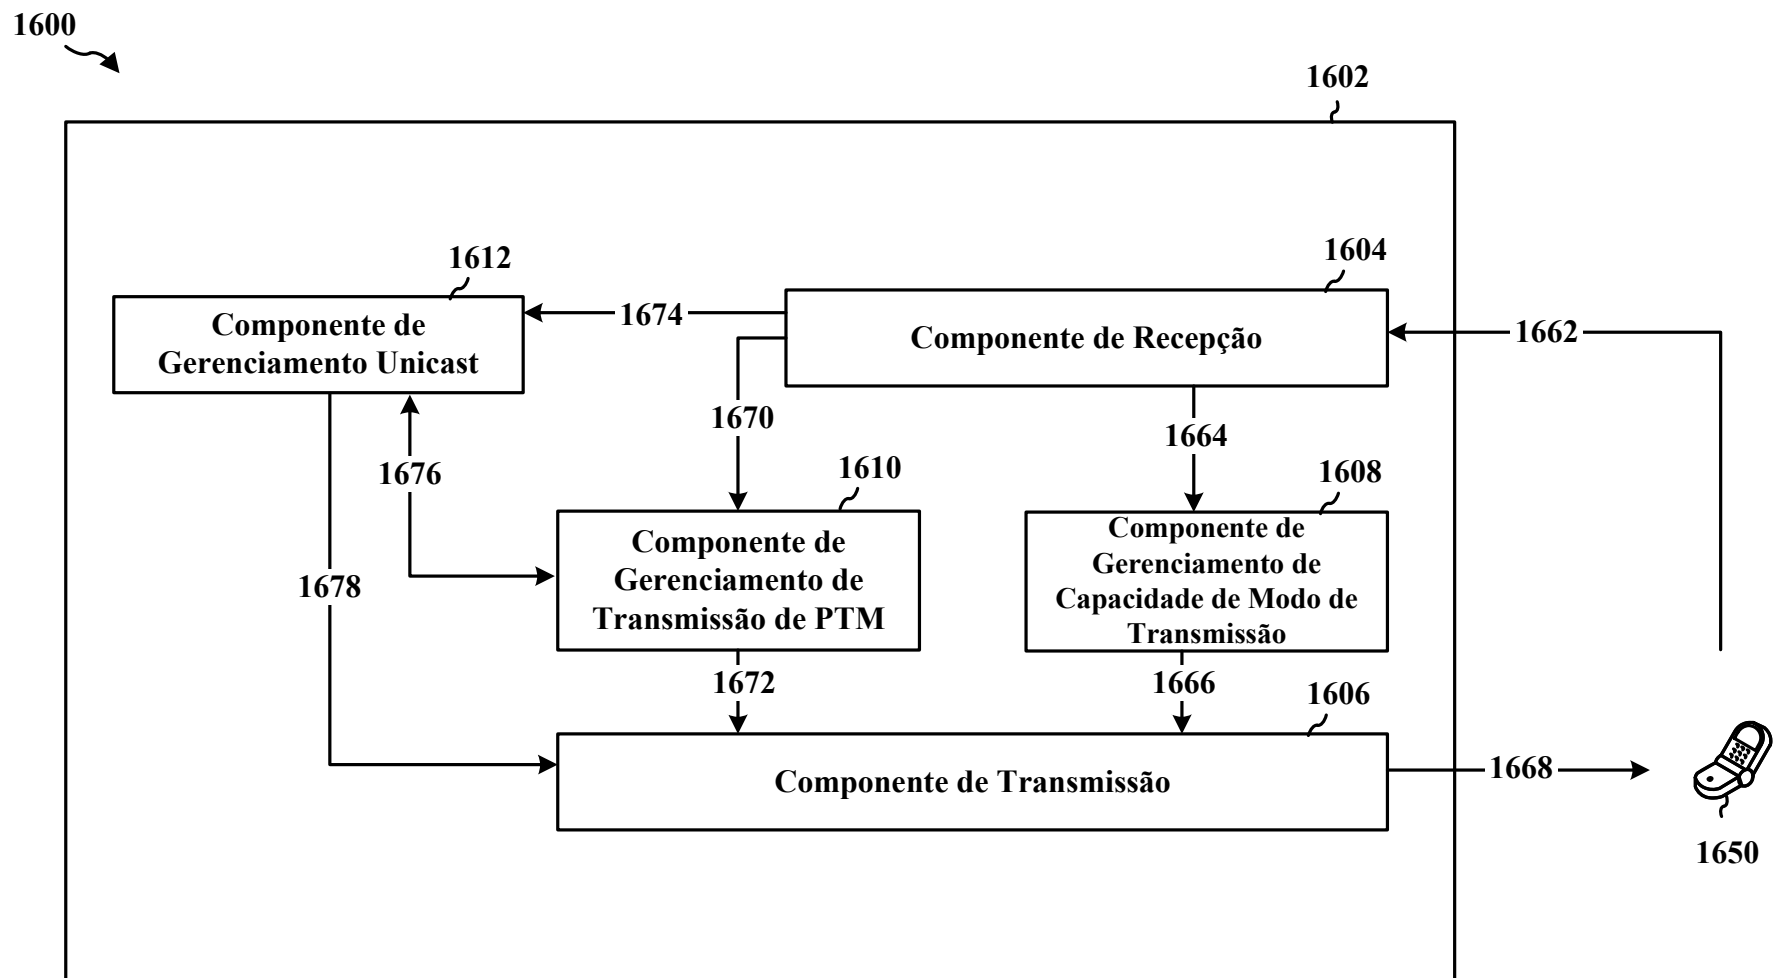 1600
1602
1612
1604
1674
1662
Componente de
Gerenciamento Unicast
Componente de Recepção
1670
1664
1676
1610
1608
Componente de
Gerenciamento de
Transmissão de PTM
Componente de
Gerenciamento de
Capacidade de Modo de
Transmissão
1678
1672
1666
1606
Componente de Transmissão
1668
1650